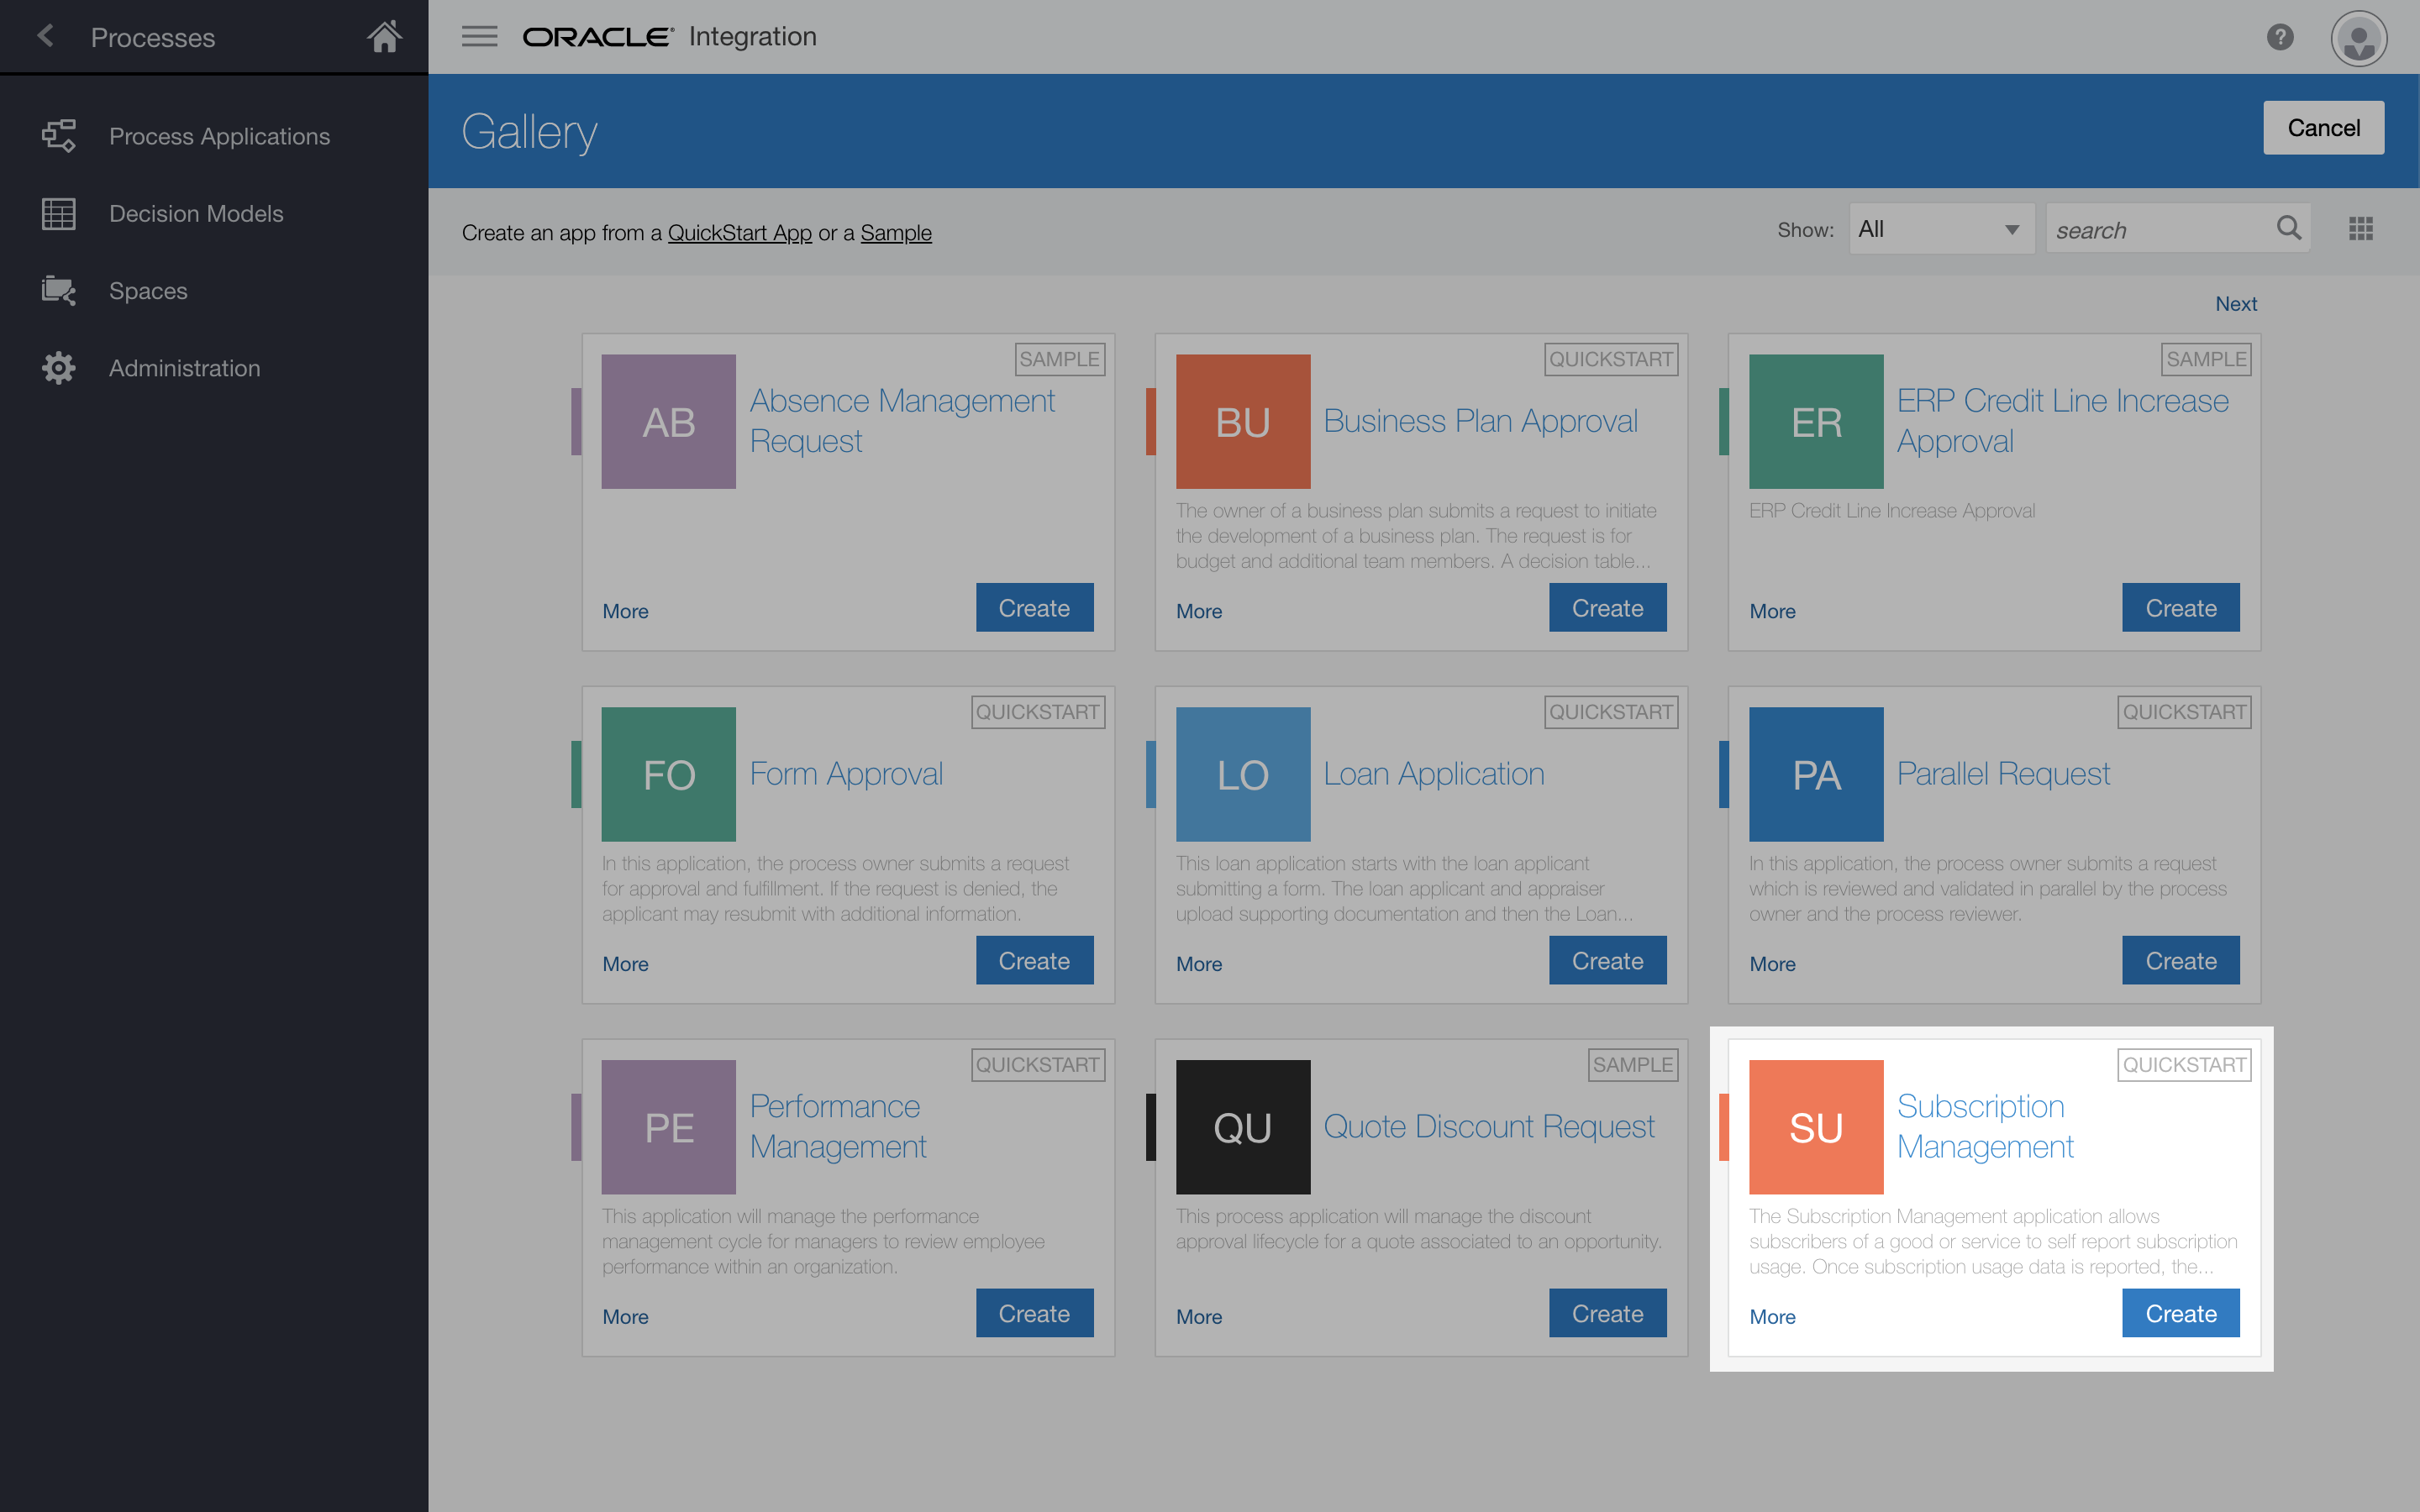 Processes
ORACLE Integration
?
Process Applications
Decision Models
Spaces
Administration
Gallery
Cancel
Create an app from a QuickStart App or a Sample
Show:
All
search
Next
SAMPLE
AB
Absence Management
Request
More
Create
QUICKSTART
BU
Business Plan Approval
The owner of a business plan submits a request to initiate
the development of a business plan. The request is for
budget and additional team members. A decision table...
More
Create
SAMPLE
ER
ERP Credit Line Increase
Approval
ERP Credit Line Increase Approval
More
Create
QUICKSTART
FO
Form Approval
In this application, the process owner submits a request
for approval and fulfillment. If the request is denied, the
applicant may resubmit with additional information.
More
Create
QUICKSTART
LO
Loan Application
This loan application starts with the loan applicant
submitting a form. The loan applicant and appraiser
upload supporting documentation and then the Loan...
More
Create
QUICKSTART
PA
Parallel Request
In this application, the process owner submits a request
which is reviewed and validated in parallel by the process
owner and the process reviewer.
More
Create
QUICKSTART
PE
Performance
Management
This application will manage the performance
management cycle for managers to review employee
performance within an organization.
More
Create
SAMPLE
QU
Quote Discount Request
This process application will manage the discount
approval lifecycle for a quote associated to an opportunity.
More
Create
QUICKSTART
SU
Subscription
Management
The Subscription Management application allows
subscribers of a good or service to self report subscription
usage. Once subscription usage data is reported, the...
More
Create